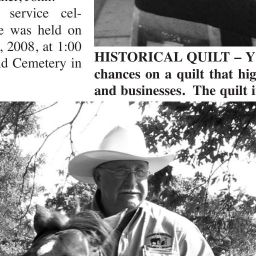 service cel-
was held on
, 2008, at 1:00
Cemetery in
HISTORICAL QUILT – Y
chances on a quilt that hig
and businesses. The quilt i